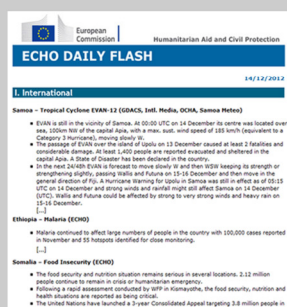 European
Commission
Humanitarian Aid and Civil Protection
ECHO DAILY FLASH
14/12/2012
I. International
Samoa – Tropical Cyclone EVAN-12 (GDACS, Intl. Media, OCHA, Samoa Meteo)
• EVAN is still in the vicinity of Samoa. At 00:00 UTC on 14 December its centre was located over
sea, 100km NW of the capital Apia, with a max. sust. wind speed of 185 km/h (equivalent to a
Category 3 Hurricane), moving slowly W.
• The passage of EVAN over the island of Upolu on 13 December caused at least 2 fatalities and
considerable damage. At least 1,400 people are reported evacuated and sheltered in the
capital Apia. A State of Disaster has been declared in the country.
• In the next 24/48h EVAN is forecast to move slowly W and then WSW keeping its strength or
strengthening slightly, passing Wallis and Futuna on 15-16 December and then move in the
general direction of Fiji. A Hurricane Warning for Upolu in Samoa was still in effect as of 05:15
UTC on 14 December and strong winds and rainfall might still affect Samoa on 14 December
(UTC). Wallis and Futuna could be affected by strong to very strong winds and heavy rain on
15-16 December.
[...]
Ethiopia – Malaria (ECHO)
• Malaria continued to affect large numbers of people in the country with 100,000 cases reported
in November and 55 hotspots identified for close monitoring.
[...]
Somalia – Food Insecurity (ECHO)
• The food security and nutrition situation remains serious in several locations. 2.12 million
people continue to remain in crisis or humanitarian emergency.
• Following a rapid assessment conducted by WFP in Kismayothe, the food security, nutrition and
health situations are reported as being critical.
• The United Nations have launched a 3-year Consolidated Appeal targeting 3.8 million people in